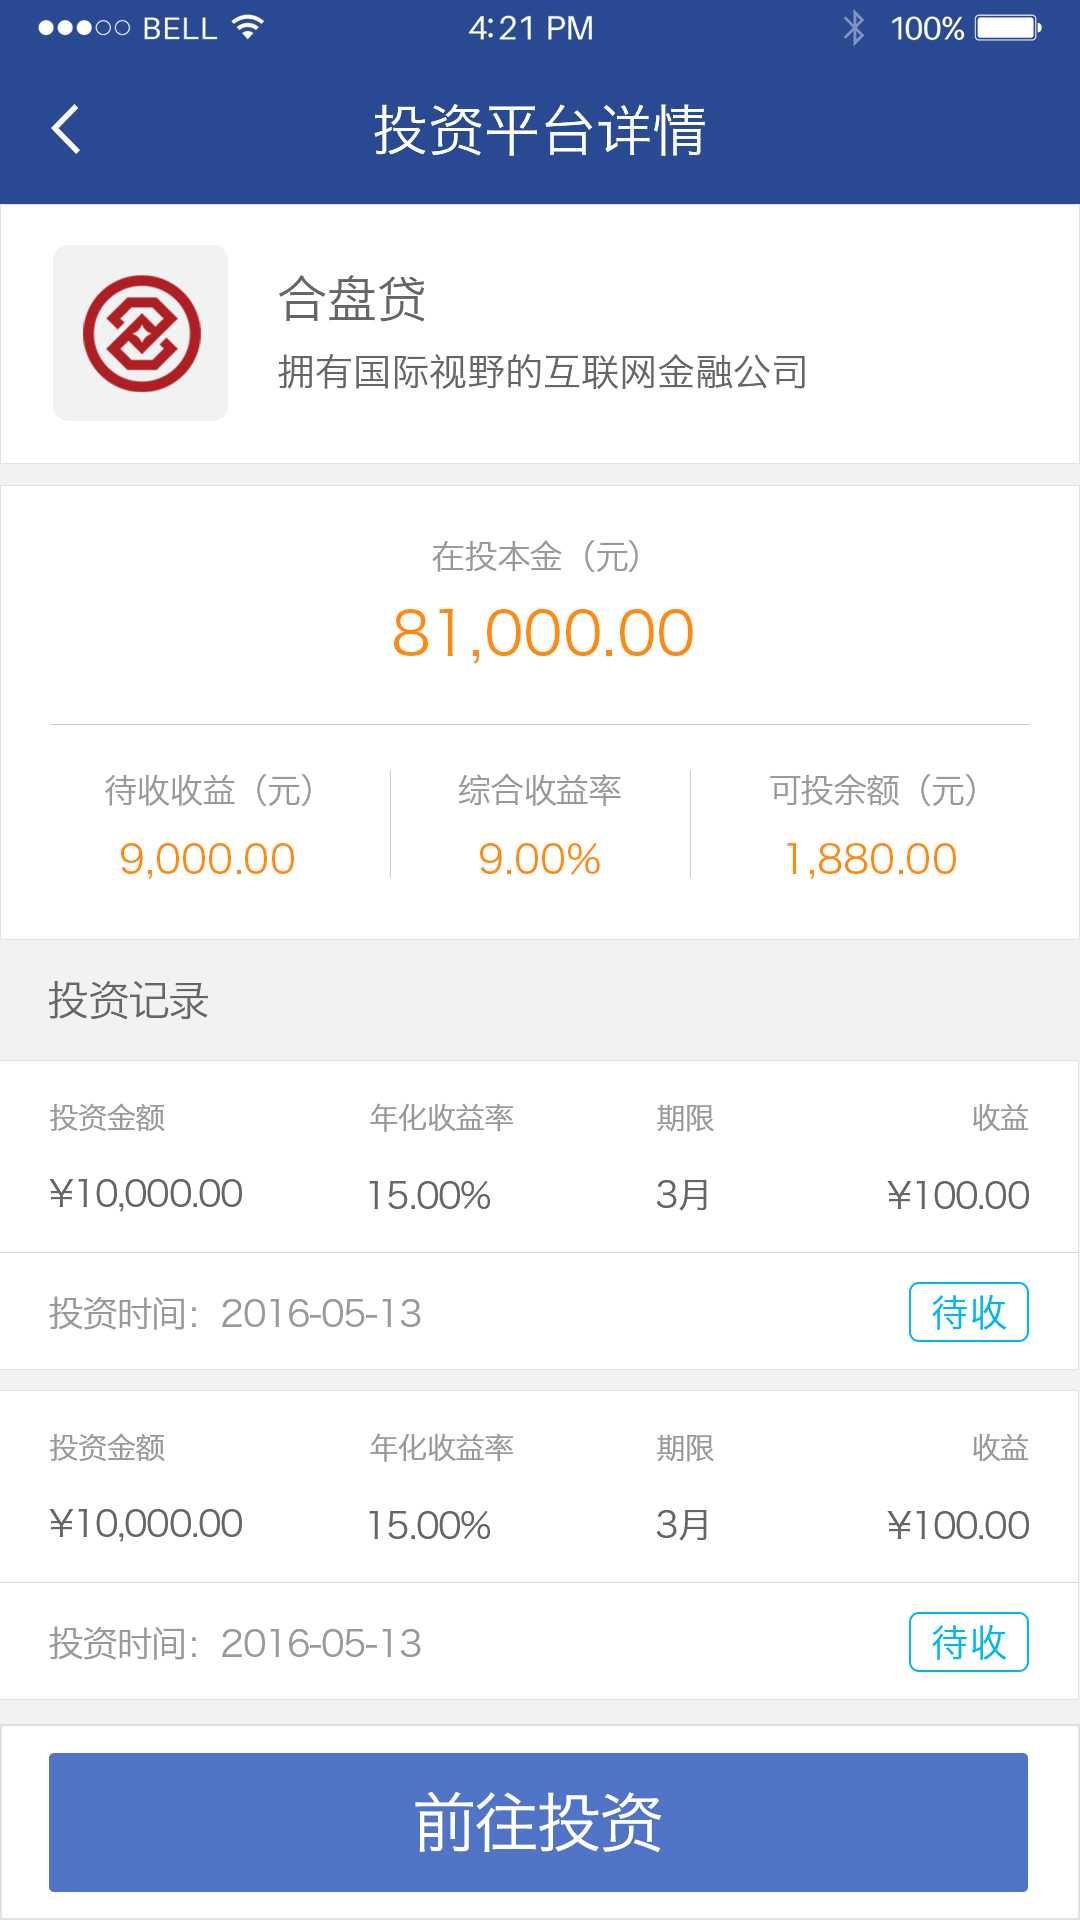 BELL 4:21 PM 100%
投资平台详情
合盘贷
拥有国际视野的互联网金融公司
在投本金（元）
81,000.00
待收收益（元） 综合收益率 可投余额（元）
9,000.00 9.00% 1,880.00
投资记录
投资金额 年化收益率 期限 收益
¥10,000.00 15.00% 3月 ¥100.00
投资时间：2016-05-13 待收
投资金额 年化收益率 期限 收益
¥10,000.00 15.00% 3月 ¥100.00
投资时间：2016-05-13 待收
前往投资